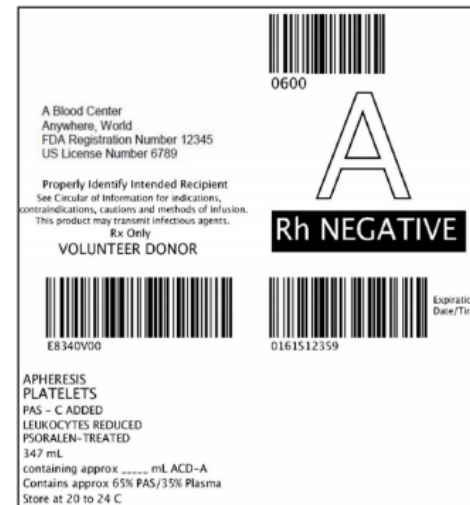 0600
A Blood Center
Anywhere, World
FDA Registration Number 12345
US License Number 6789
A
Properly Identify Intended Recipient
See Circular of Information for indications,
contraindications, cautions and methods of infusion.
This product may transmit infectious agents.
Rx Only
VOLUNTEER DONOR
Rh NEGATIVE
E8340V00
0161512359
Expiratio
Date/Tim
APHERESIS
PLATELETS
PAS - C ADDED
LEUKOCYTES REDUCED
PSORALEN-TREATED
347 mL
containing approx _____ mL ACD-A
Contains approx 65% PAS/35% Plasma
Store at 20 to 24 C